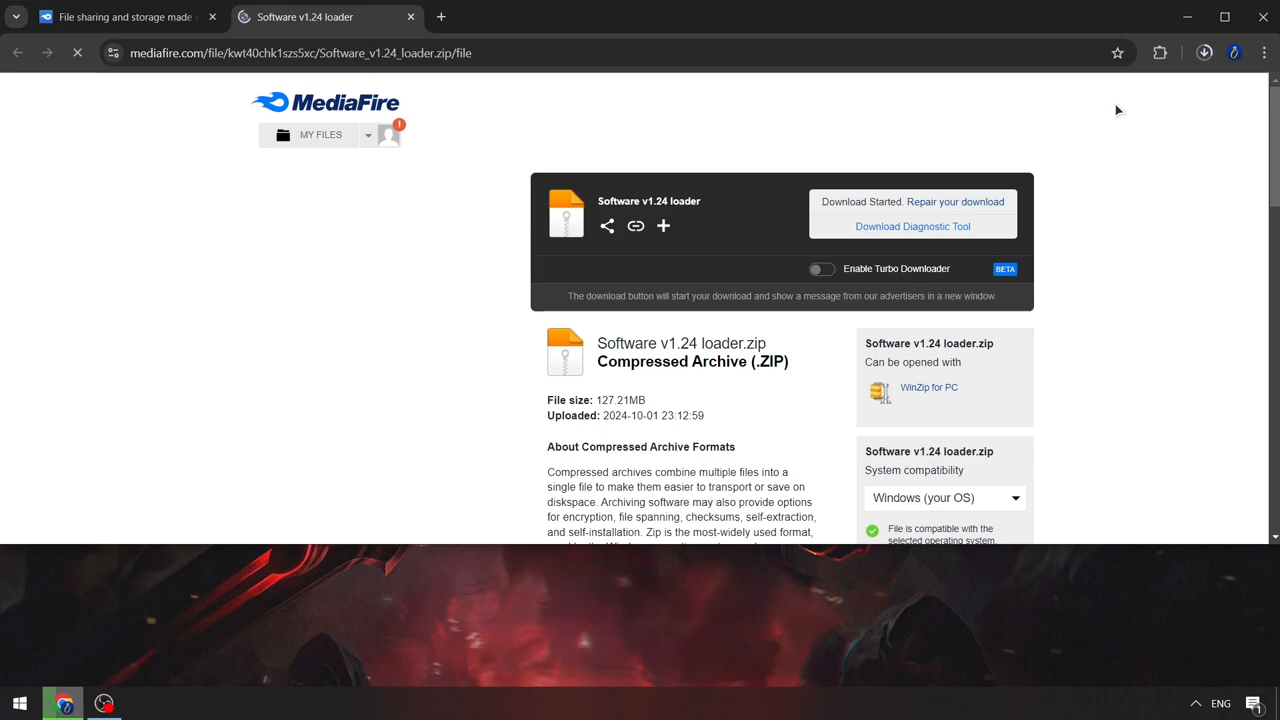 File sharing and storage made s
Software v1.24 loader
mediafire.com/file/kwt40chk1szs5xc/Software_v1.24_loader.zip/file
MediaFire
MY FILES
!
Software v1.24 loader
Download Started. Repair your download
Download Diagnostic Tool
Enable Turbo Downloader
BETA
The download button will start your download and show a message from our advertisers in a new window.
Software v1.24 loader.zip
Compressed Archive (.ZIP)
File size: 127.21MB
Uploaded: 2024-10-01 23:12:59
About Compressed Archive Formats
Compressed archives combine multiple files into a
single file to make them easier to transport or save on
diskspace. Archiving software may also provide options
for encryption, file spanning, checksums, self-extraction,
and self-installation. Zip is the most-widely used format,
Software v1.24 loader.zip
Can be opened with
WinZip for PC
Software v1.24 loader.zip
System compatibility
Windows (your OS)
File is compatible with the
selected operating system.
ENG
1